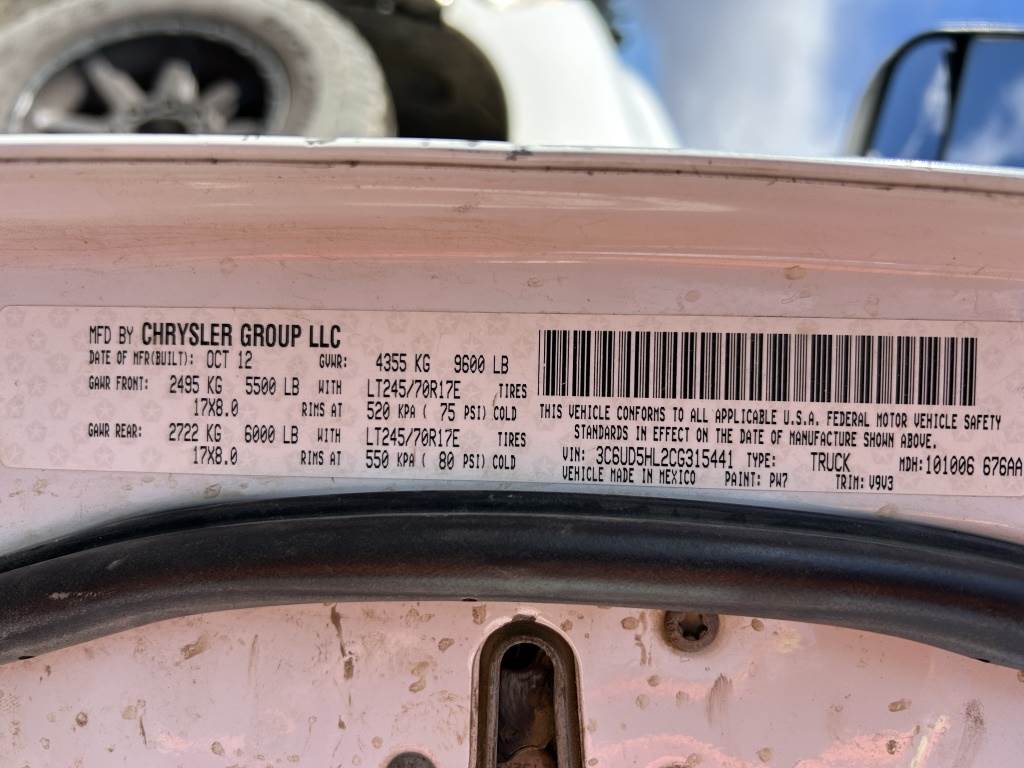 MFD BY CHRYSLER GROUP LLC
DATE OF MFR(BUILT): OCT 12 GVWR: 4355 KG 9600 LB
GAWR FRONT: 2495 KG 5500 LB WITH LT245/70R17E TIRES
17X8.0 RIMS AT 520 KPA ( 75 PSI) COLD
GAWR REAR: 2722 KG 6000 LB WITH LT245/70R17E TIRES
17X8.0 RIMS AT 550 KPA ( 80 PSI) COLD
THIS VEHICLE CONFORMS TO ALL APPLICABLE U.S.A. FEDERAL MOTOR VEHICLE SAFETY
STANDARDS IN EFFECT ON THE DATE OF MANUFACTURE SHOWN ABOVE.
VIN: 3C6UD5HL2CG315441 TYPE: TRUCK MDH:101006 676AA
VEHICLE MADE IN MEXICO PAINT: PW7 TRIM: V9V3